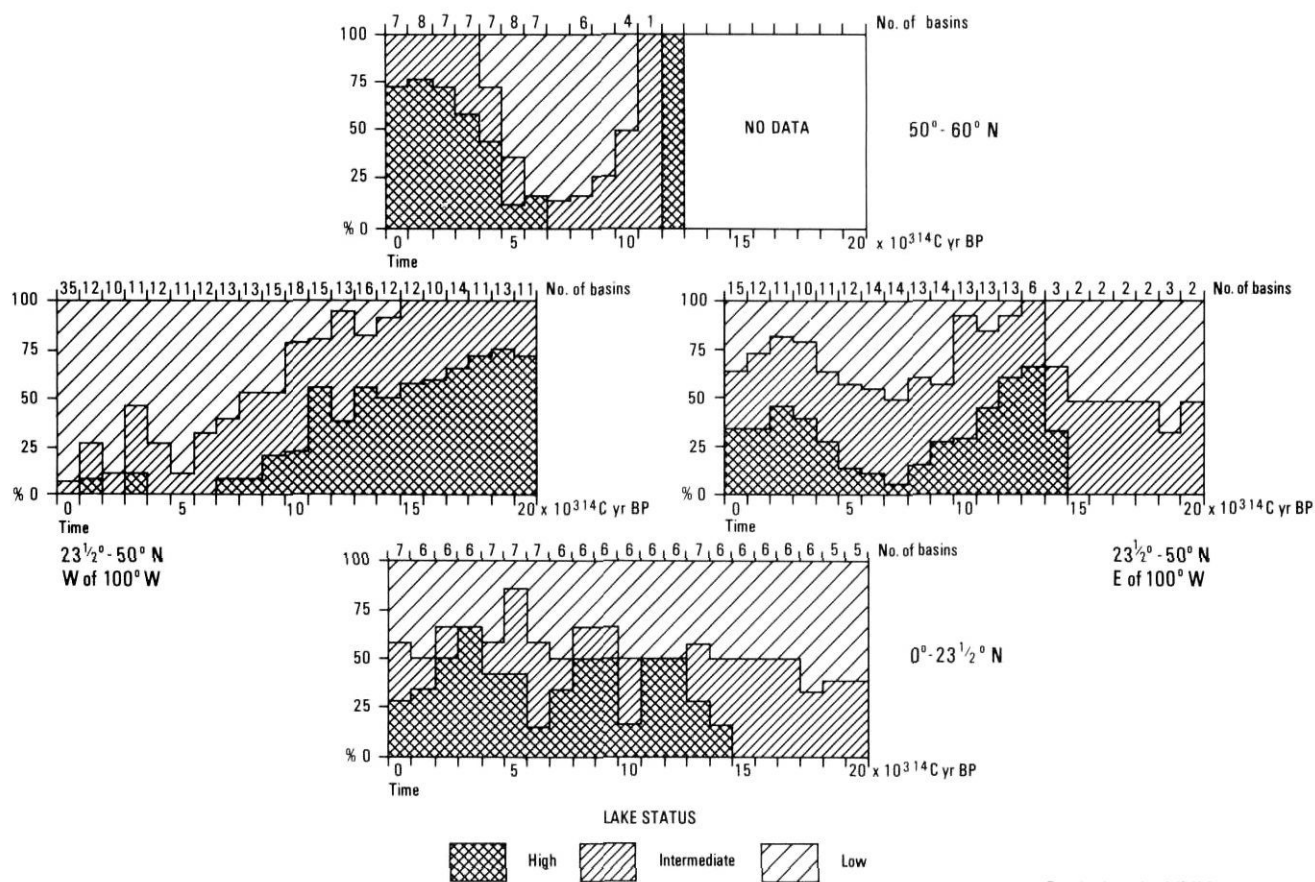 7 8 7 7 7 8 7 6 4 1 No. of basins
100
75
50
25
% 0
NO DATA
50° - 60° N
0 5 10 15 20 x 10³ ¹⁴C yr BP
Time
35 12 10 11 12 11 12 13 13 15 18 15 13 16 12 12 10 14 11 13 11 No. of basins
100
75
50
25
% 0
0 5 10 15 20 x 10³ ¹⁴C yr BP
Time
23½° - 50° N
W of 100° W
15 12 11 10 11 12 14 14 13 14 13 13 13 6 3 2 2 2 2 3 2 No. of basins
100
75
50
25
% 0
0 5 10 15 20 x 10³ ¹⁴C yr BP
Time
23½° - 50° N
E of 100° W
7 6 6 6 7 7 7 6 6 6 6 6 6 7 6 6 6 6 6 5 5 No. of basins
100
75
50
25
% 0
0° - 23½° N
0 5 10 15 20 x 10³ ¹⁴C yr BP
Time
LAKE STATUS
High Intermediate Low